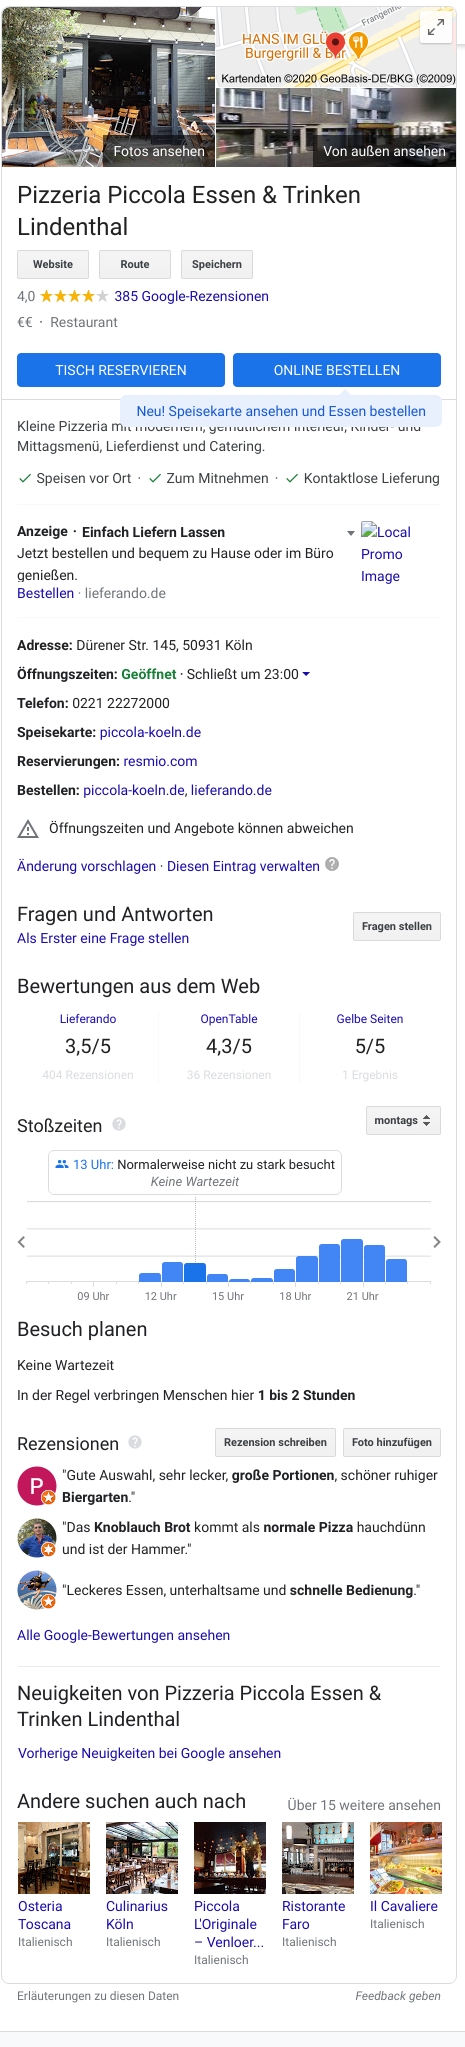 HANS IM GLÜ
Burgergrill & Bar
Frangenhe
Kartendaten ©2020 GeoBasis-DE/BKG (©2009)
Fotos ansehen
Von außen ansehen
Pizzeria Piccola Essen & Trinken
Lindenthal
Website
Route
Speichern
4,0 385 Google-Rezensionen
€€ · Restaurant
TISCH RESERVIEREN
ONLINE BESTELLEN
Neu! Speisekarte ansehen und Essen bestellen
Kleine Pizzeria mit modernem, gemütlichem Interieur, Kinder- und
Mittagsmenü, Lieferdienst und Catering.
Speisen vor Ort · Zum Mitnehmen · Kontaktlose Lieferung
Anzeige · Einfach Liefern Lassen
Jetzt bestellen und bequem zu Hause oder im Büro
genießen.
Bestellen · lieferando.de
Local
Promo
Image
Adresse: Dürener Str. 145, 50931 Köln
Öffnungszeiten: Geöffnet · Schließt um 23:00
Telefon: 0221 22272000
Speisekarte: piccola-koeln.de
Reservierungen: resmio.com
Bestellen: piccola-koeln.de, lieferando.de
Öffnungszeiten und Angebote können abweichen
Änderung vorschlagen · Diesen Eintrag verwalten ?
Fragen und Antworten
Als Erster eine Frage stellen
Fragen stellen
Bewertungen aus dem Web
Lieferando
3,5/5
404 Rezensionen
OpenTable
4,3/5
36 Rezensionen
Gelbe Seiten
5/5
1 Ergebnis
Stoßzeiten ?
montags
13 Uhr: Normalerweise nicht zu stark besucht
Keine Wartezeit
09 Uhr 12 Uhr 15 Uhr 18 Uhr 21 Uhr
Besuch planen
Keine Wartezeit
In der Regel verbringen Menschen hier 1 bis 2 Stunden
Rezensionen ?
Rezension schreiben
Foto hinzufügen
P
"Gute Auswahl, sehr lecker, große Portionen, schöner ruhiger
Biergarten."
"Das Knoblauch Brot kommt als normale Pizza hauchdünn
und ist der Hammer."
"Leckeres Essen, unterhaltsame und schnelle Bedienung."
Alle Google-Bewertungen ansehen
Neuigkeiten von Pizzeria Piccola Essen &
Trinken Lindenthal
Vorherige Neuigkeiten bei Google ansehen
Andere suchen auch nach
Über 15 weitere ansehen
Osteria
Toscana
Italienisch
Culinarius
Köln
Italienisch
Piccola
L'Originale
– Venloer...
Italienisch
Ristorante
Faro
Italienisch
Il Cavaliere
Italienisch
Erläuterungen zu diesen Daten
Feedback geben